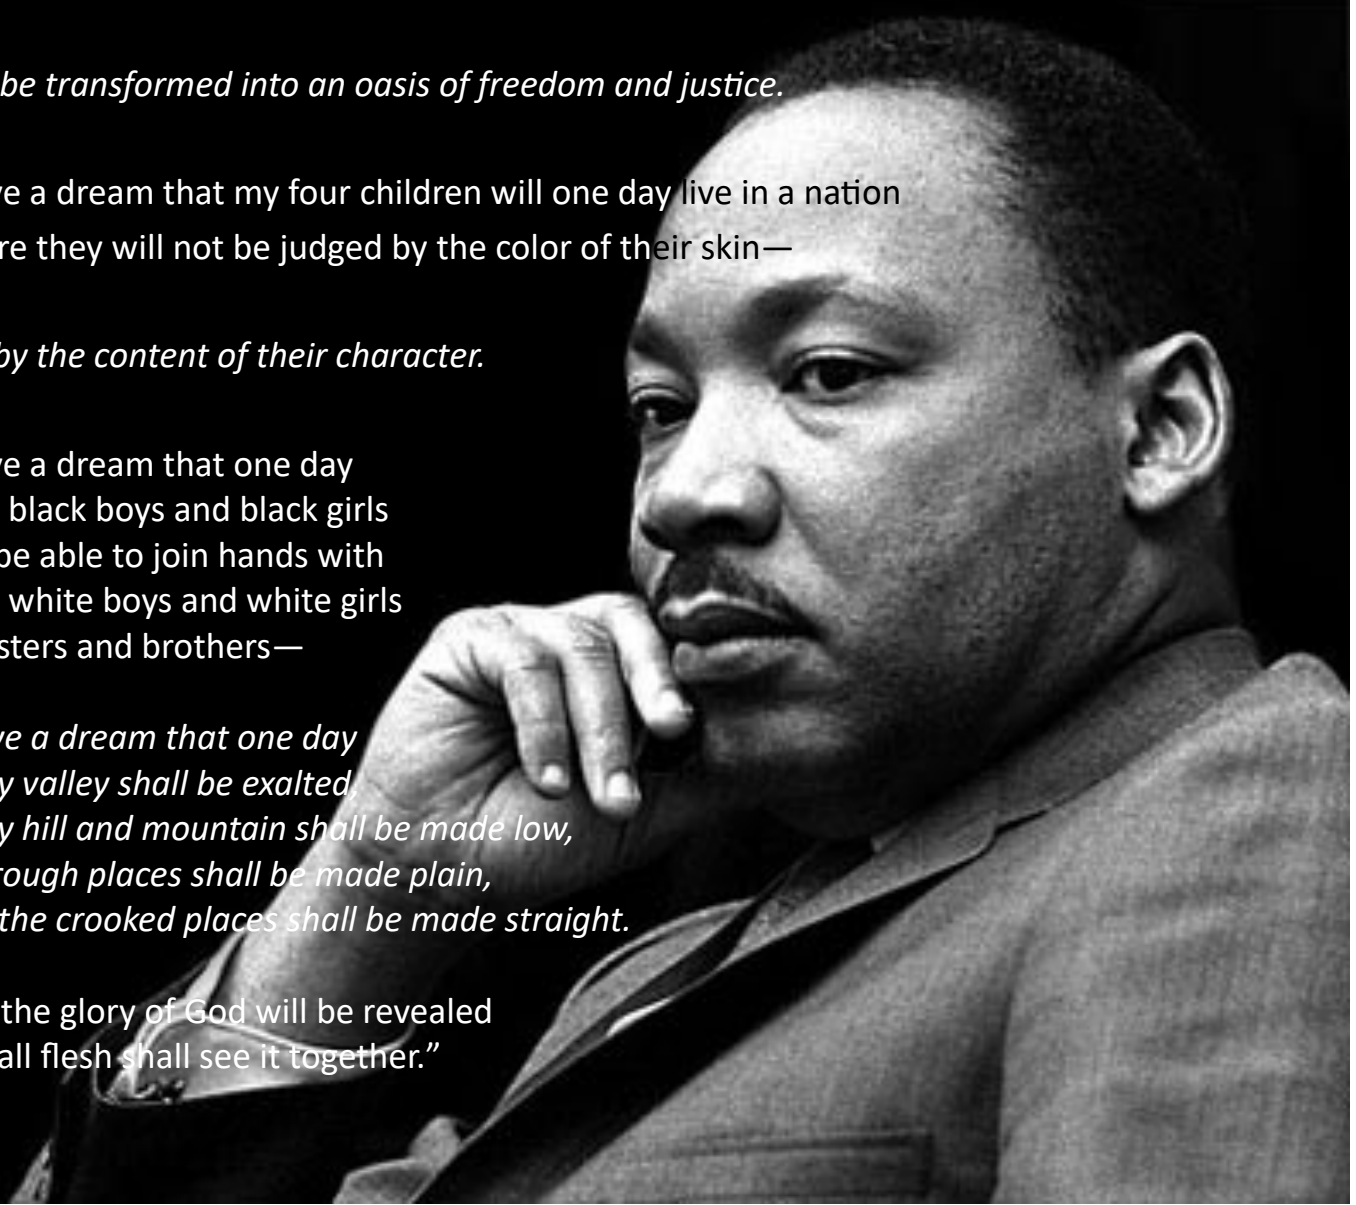 be transformed into an oasis of freedom and justice.
ve a dream that my four children will one day live in a nation
re they will not be judged by the color of their skin—
by the content of their character.
ve a dream that one day
black boys and black girls
be able to join hands with
white boys and white girls
sters and brothers—
ve a dream that one day
y valley shall be exalted,
y hill and mountain shall be made low,
rough places shall be made plain,
the crooked places shall be made straight.
the glory of God will be revealed
all flesh shall see it together.”